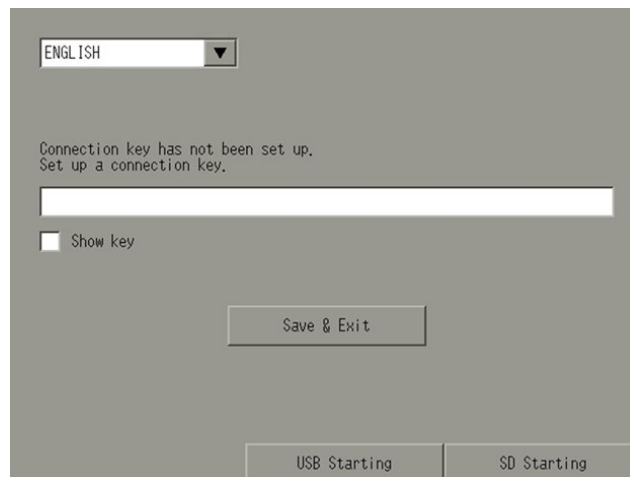 ENGLISH
Connection key has not been set up.
Set up a connection key.
Show key
Save & Exit
USB Starting
SD Starting